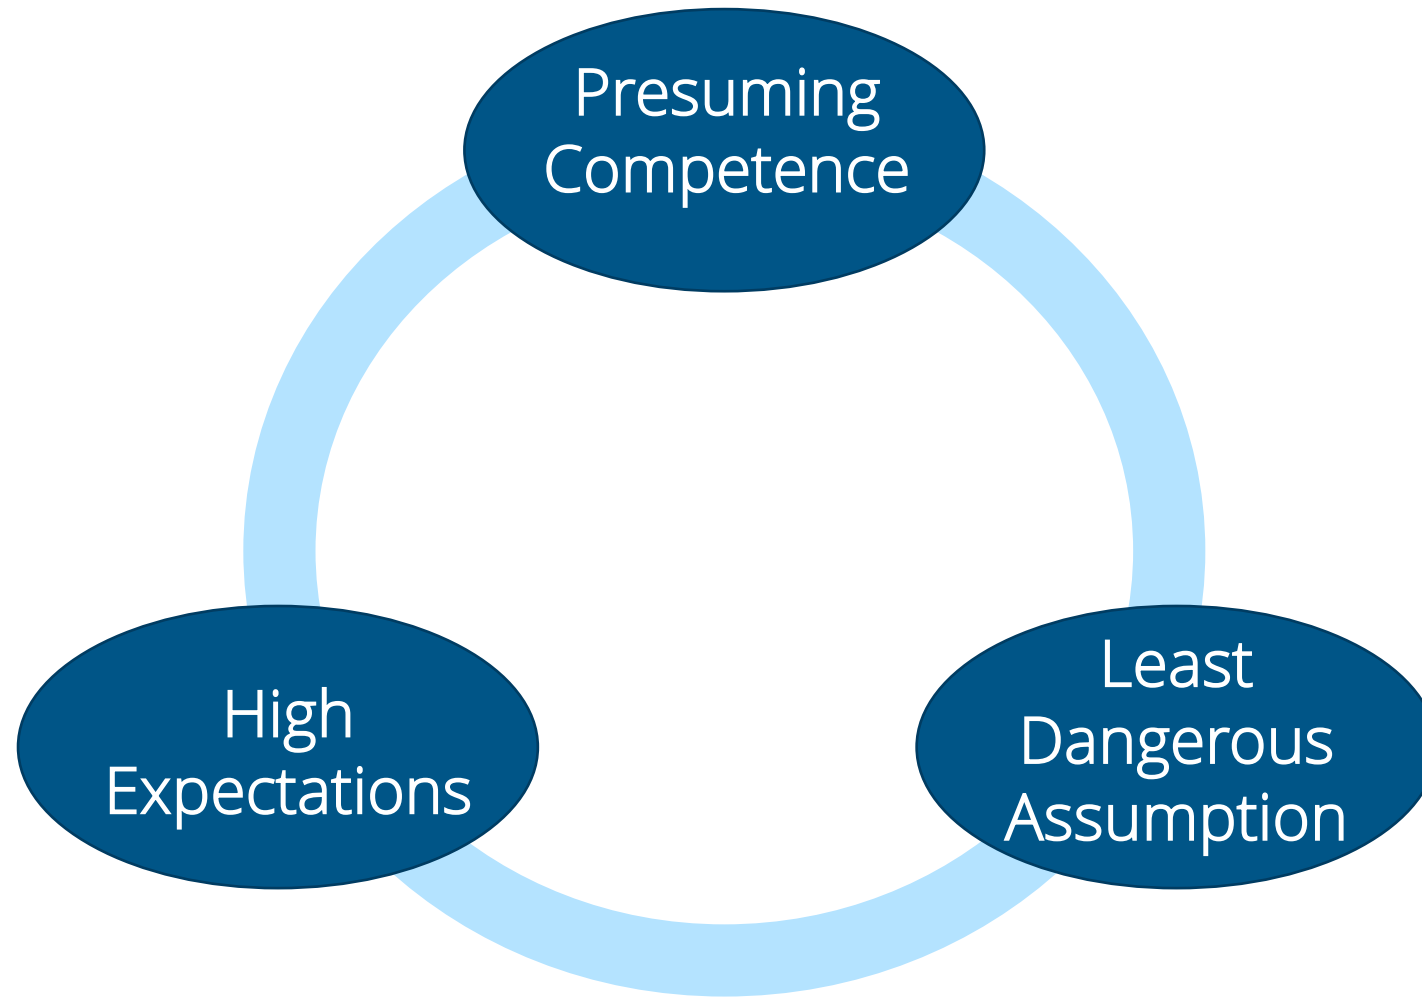 Presuming
Competence
High
Expectations
Least
Dangerous
Assumption